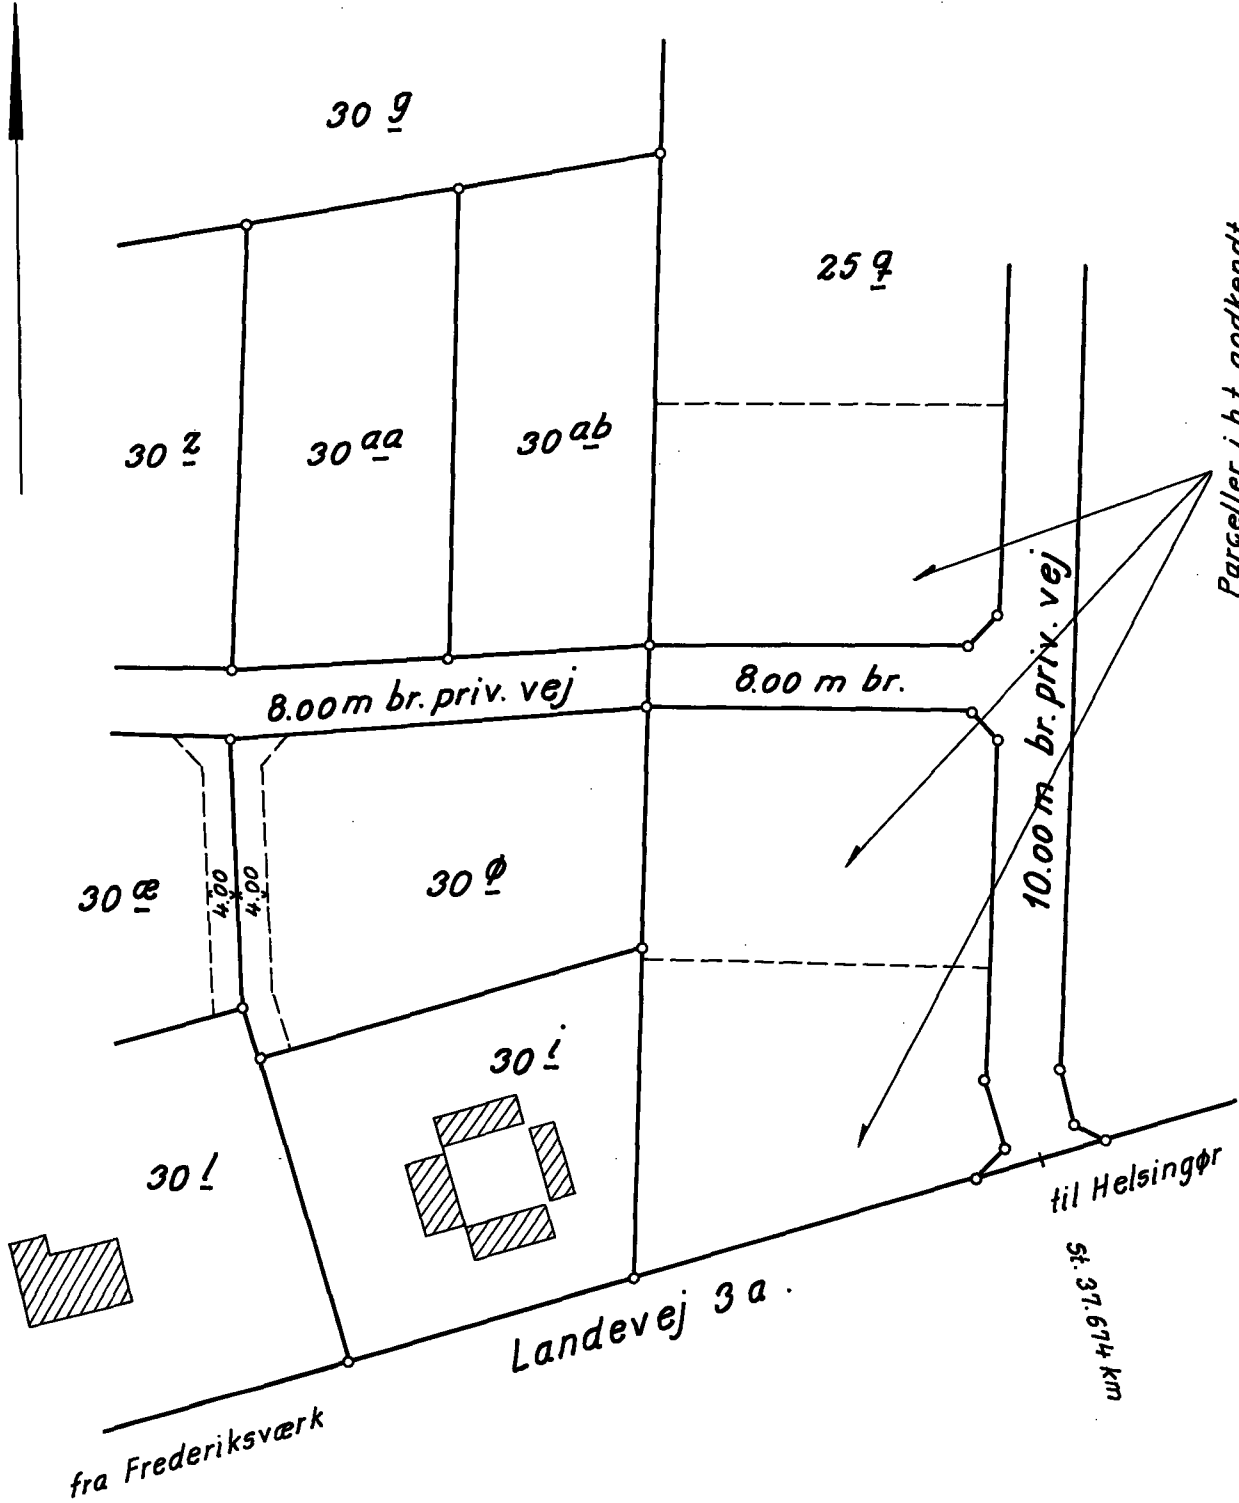 30 g
25 q
30 z
30 aa
30 ab
Parceller i h.t. godkendt
8.00 m br. priv. vej
8.00 m br.
10.00 m br. priv. vej
30 æ
4.00
4.00
30 ø
30 i
30 l
til Helsingør
St. 37.674 km
Landevej 3 a.
fra Frederiksværk